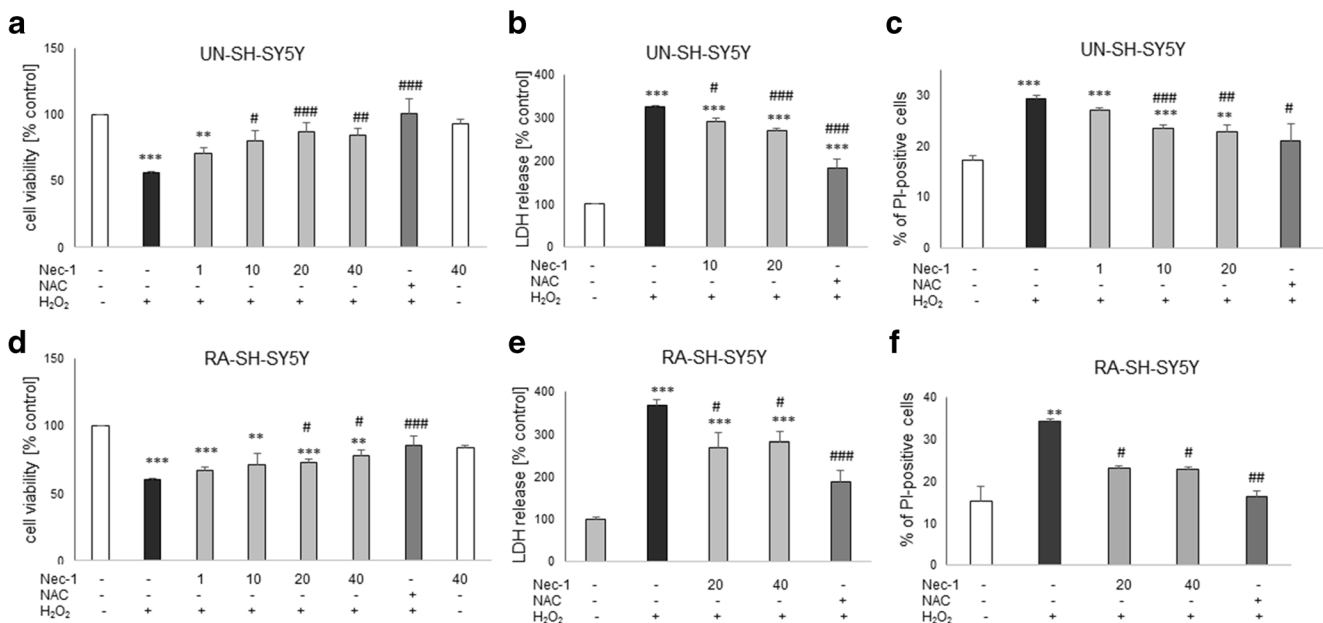 a
UN-SH-SY5Y
cell viability [% control]
150
100
50
0
*** ** # ### ## ###
Nec-1 - - 1 10 20 40 - 40
NAC - - - - - - + -
H₂O₂ - + + + + + + -
b
UN-SH-SY5Y
LDH release [% control]
400
300
200
100
0
# ### ###
*** *** *** ***
Nec-1 - - 10 20 -
NAC - - - - +
H₂O₂ - + + + +
c
UN-SH-SY5Y
% of PI-positive cells
30
20
10
0
### ## #
*** *** *** **
Nec-1 - - 1 10 20 -
NAC - - - - - +
H₂O₂ - + + + + +
d
RA-SH-SY5Y
cell viability [% control]
150
100
50
0
# # ###
*** *** ** *** **
Nec-1 - - 1 10 20 40 - 40
NAC - - - - - - + -
H₂O₂ - + + + + + + -
e
RA-SH-SY5Y
LDH release [% control]
400
300
200
100
0
# # ###
*** *** ***
Nec-1 - - 20 40 -
NAC - - - - +
H₂O₂ - + + + +
f
RA-SH-SY5Y
% of PI-positive cells
40
30
20
10
0
** # # ##
Nec-1 - - 20 40 -
NAC - - - - +
H₂O₂ - + + + +